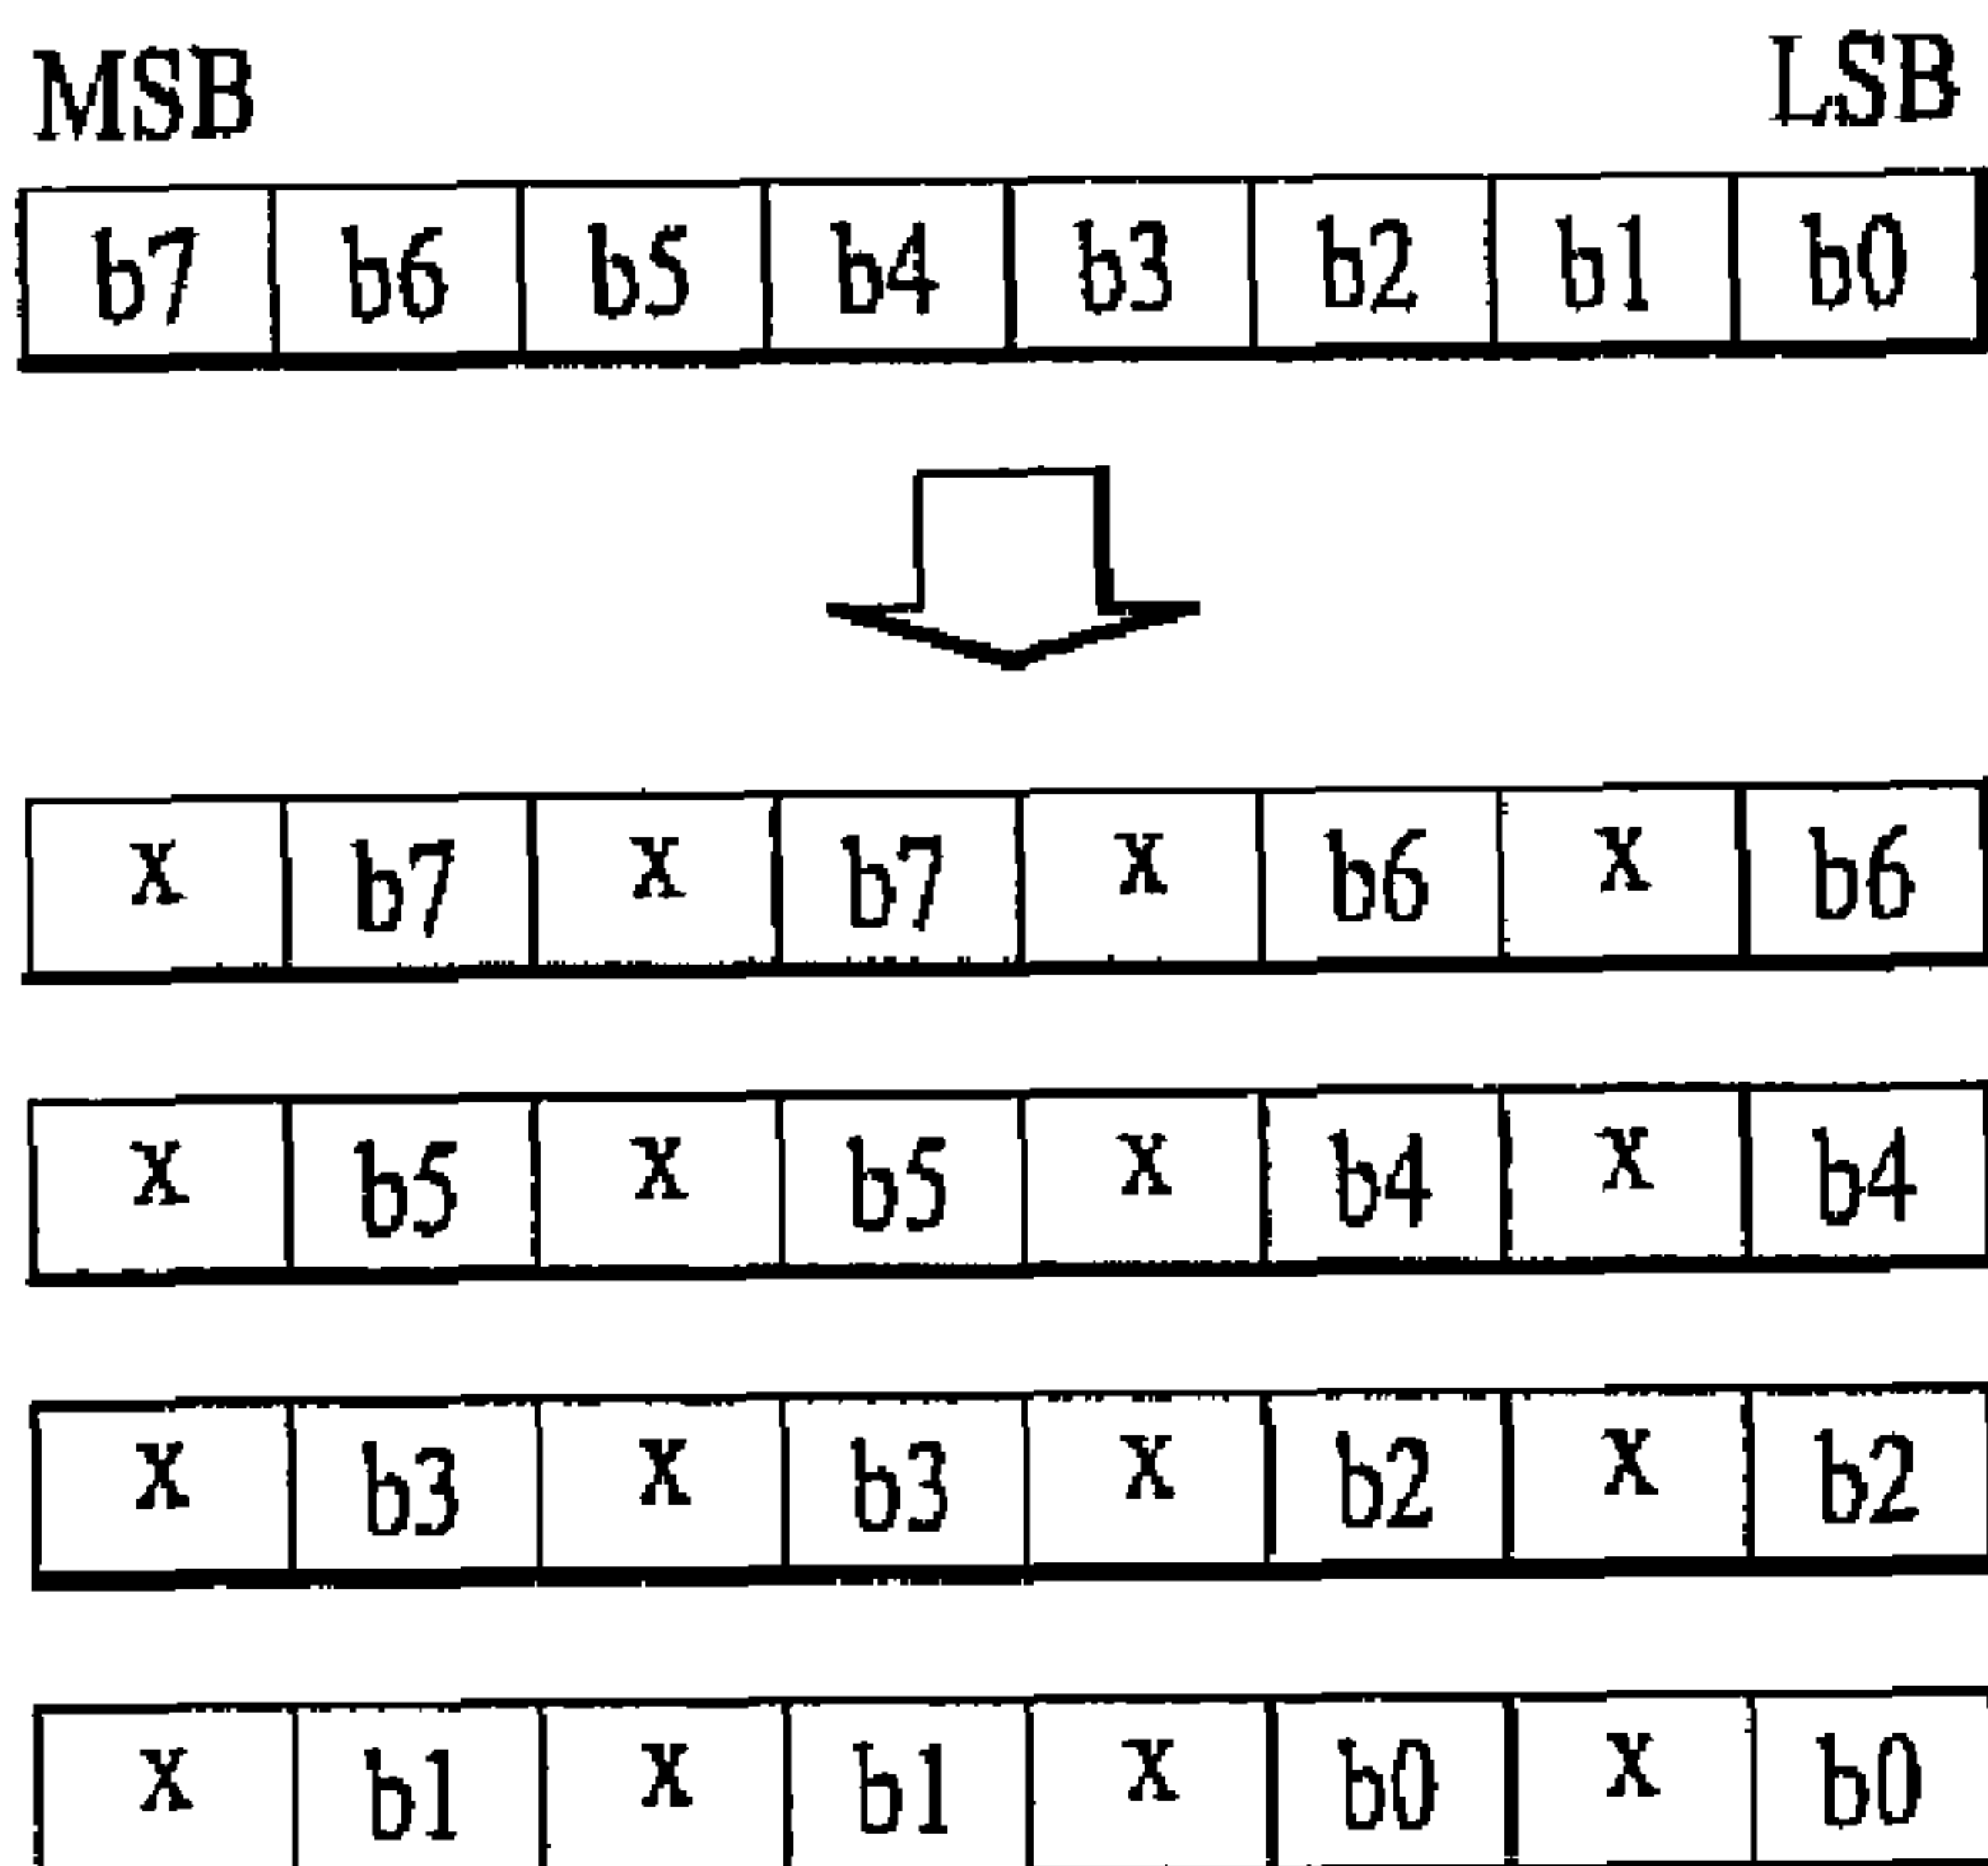 MSB LSB
b7 b6 b5 b4 b3 b2 b1 b0
x b7 x b7 x b6 x b6
x b5 x b5 x b4 x b4
x b3 x b3 x b2 x b2
x b1 x b1 x b0 x b0